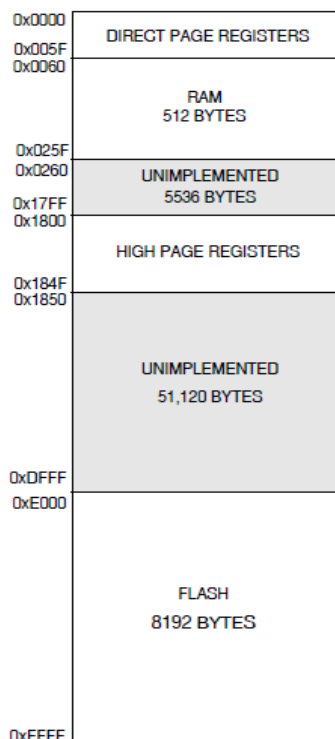 0x0000
DIRECT PAGE REGISTERS
0x005F
0x0060
RAM
512 BYTES
0x025F
0x0260
UNIMPLEMENTED
5536 BYTES
0x17FF
0x1800
HIGH PAGE REGISTERS
0x184F
0x1850
UNIMPLEMENTED
51,120 BYTES
0xDFFF
0xE000
FLASH
8192 BYTES
0xFFFF